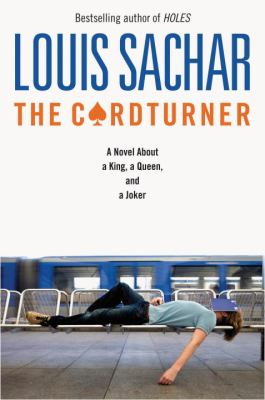 Bestselling author of HOLES
LOUIS SACHAR
THE C♠RDTURNER
A Novel About
a King, a Queen,
and
a Joker